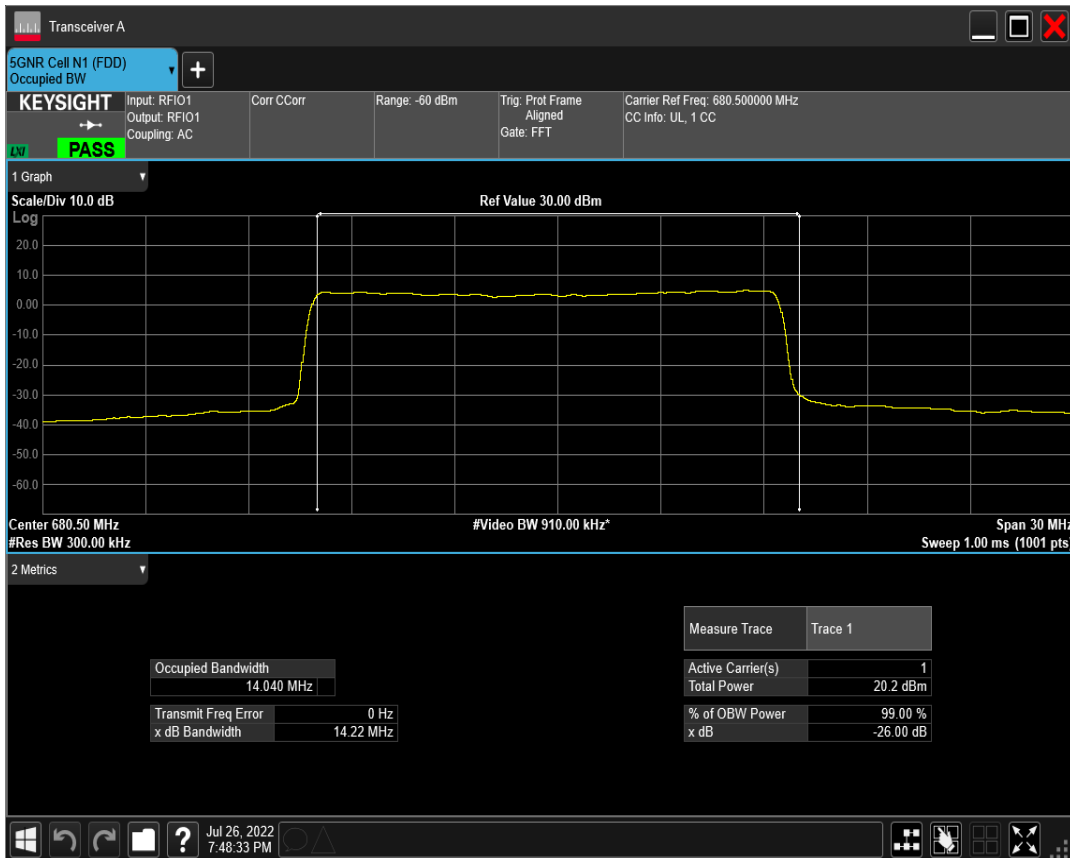 Transceiver A
5GNR Cell N1 (FDD)
Occupied BW
+
KEYSIGHT
LXI
PASS
Input: RFIO1
Output: RFIO1
Coupling: AC
Corr CCorr
Range: -60 dBm
Trig: Prot Frame
Aligned
Gate: FFT
Carrier Ref Freq: 680.500000 MHz
CC Info: UL, 1 CC
1 Graph
Scale/Div 10.0 dB
Ref Value 30.00 dBm
Log
20.0
10.0
0.00
-10.0
-20.0
-30.0
-40.0
-50.0
-60.0
Center 680.50 MHz
#Video BW 910.00 kHz*
Span 30 MHz
#Res BW 300.00 kHz
Sweep 1.00 ms (1001 pts)
2 Metrics
Measure Trace Trace 1
Occupied Bandwidth
14.040 MHz
Transmit Freq Error 0 Hz
x dB Bandwidth 14.22 MHz
Active Carrier(s) 1
Total Power 20.2 dBm
% of OBW Power 99.00 %
x dB -26.00 dB
?
Jul 26, 2022
7:48:33 PM